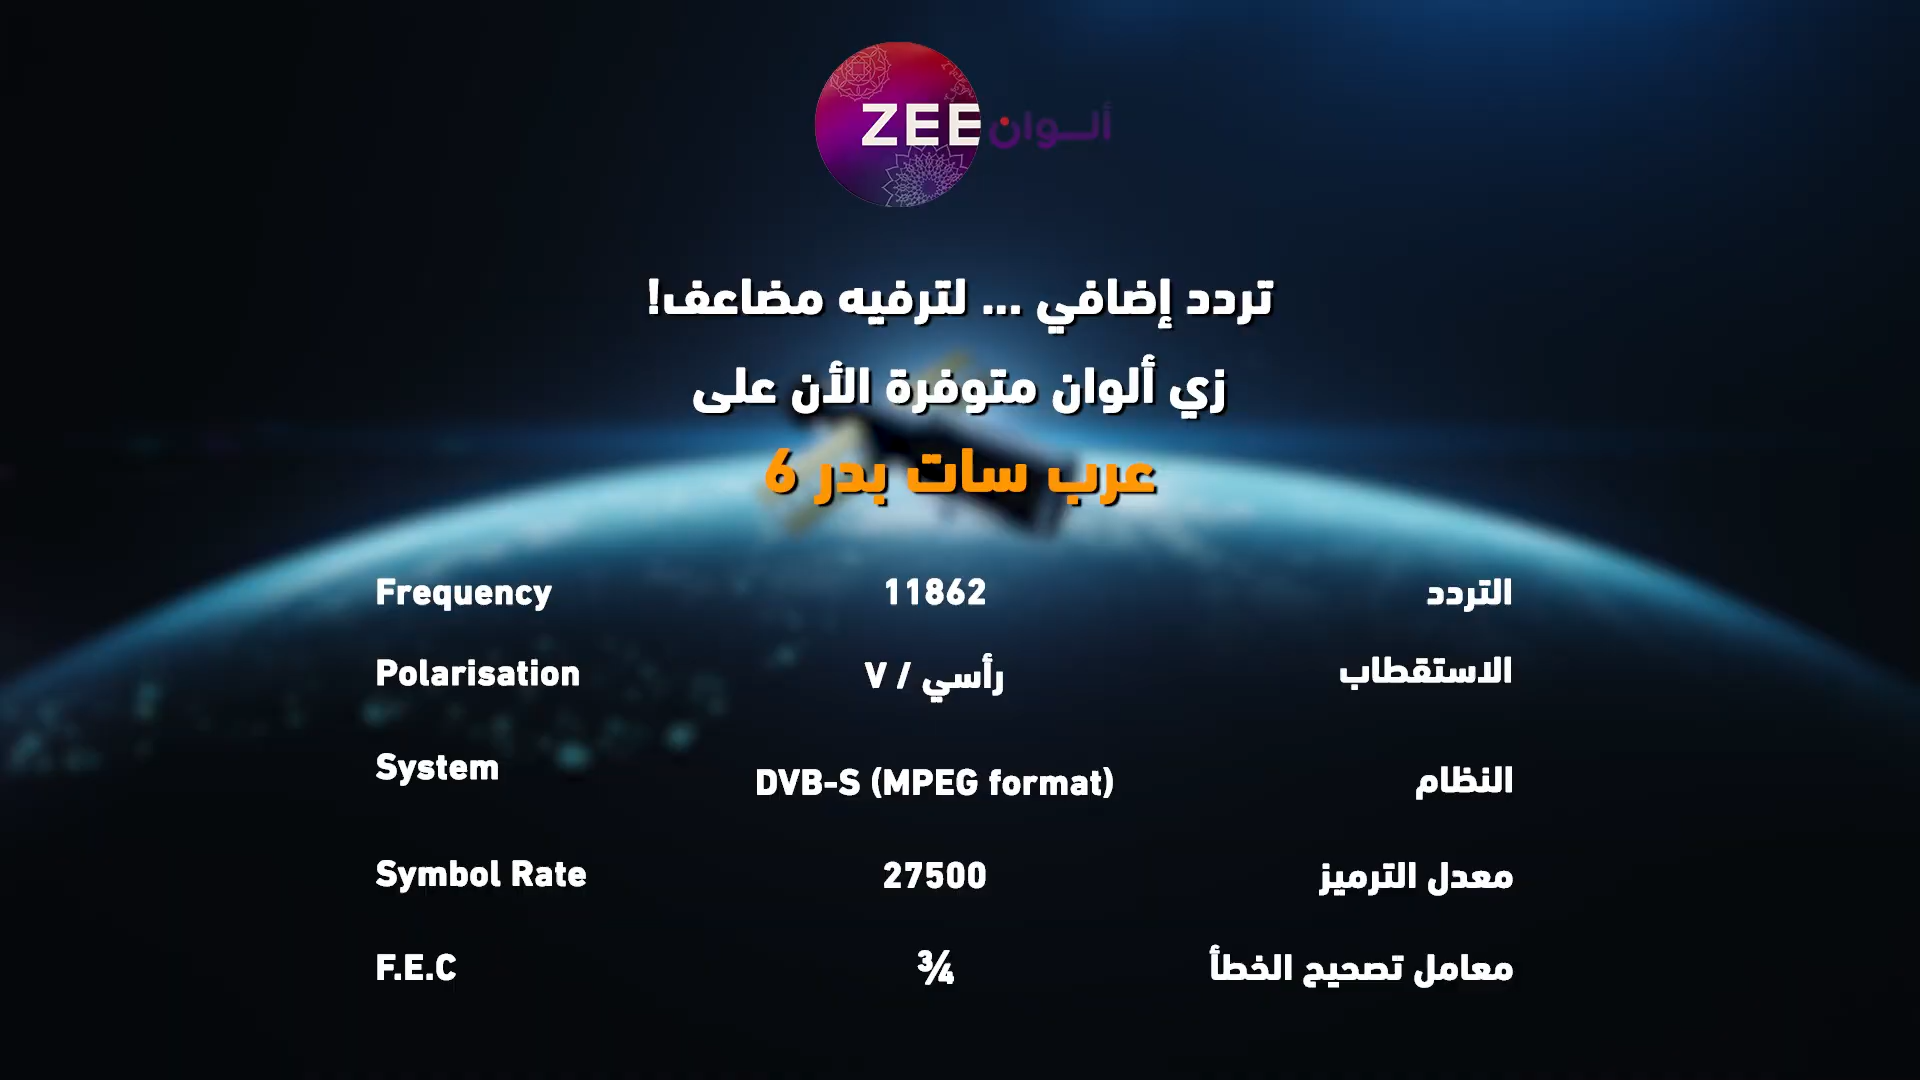 ZEE ألوان
تردد إضافي ... لترفيه مضاعف!
زي ألوان متوفرة الأن على
عرب سات بدر 6
Frequency 11862 التردد
Polarisation رأسي / V الاستقطاب
System DVB-S (MPEG format) النظام
Symbol Rate 27500 معدل الترميز
F.E.C ¾ معامل تصحيح الخطأ